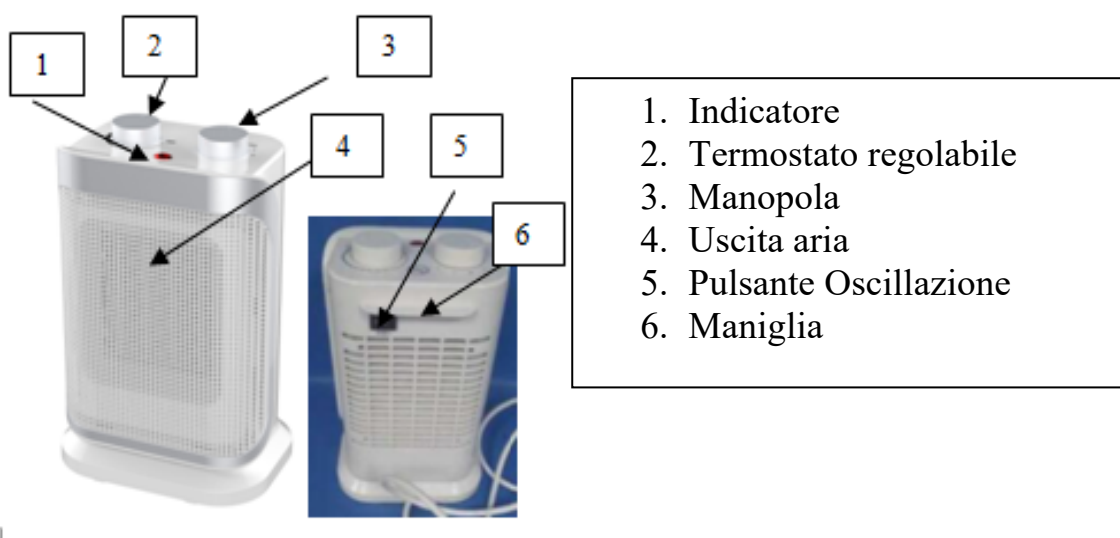 1
2
3
4
5
6
1. Indicatore
2. Termostato regolabile
3. Manopola
4. Uscita aria
5. Pulsante Oscillazione
6. Maniglia